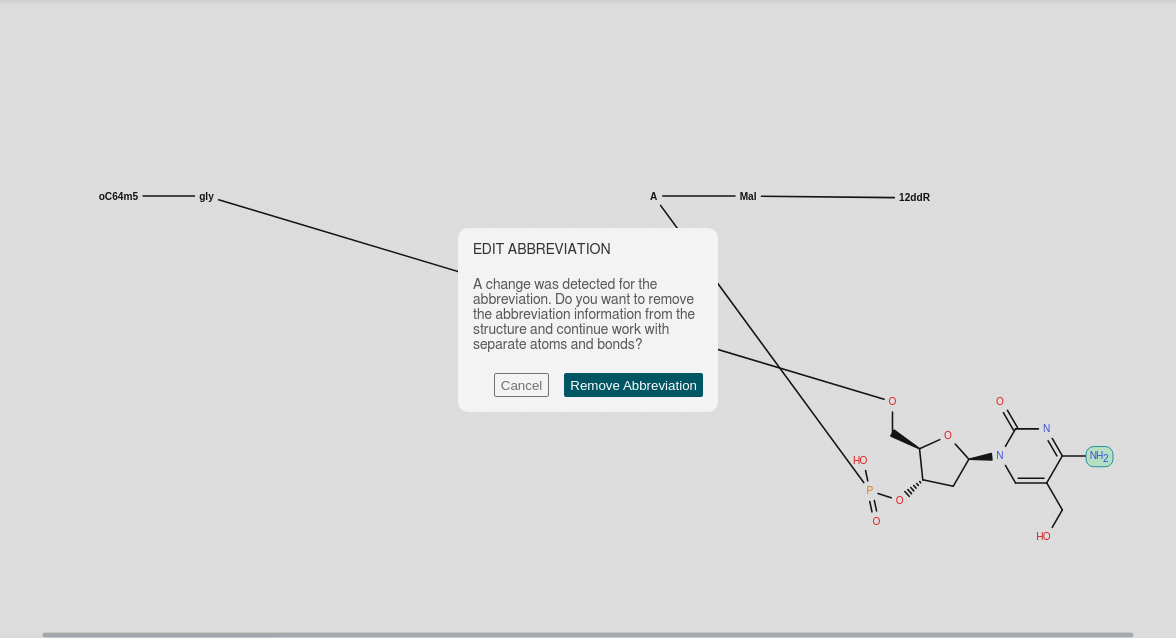 oC64m5
gly
A
Mal
12ddR
EDIT ABBREVIATION
A change was detected for the
abbreviation. Do you want to remove
the abbreviation information from the
structure and continue work with
separate atoms and bonds?
Cancel
Remove Abbreviation
O
O
N
O
HO
N
NH2
P
O
O
HO